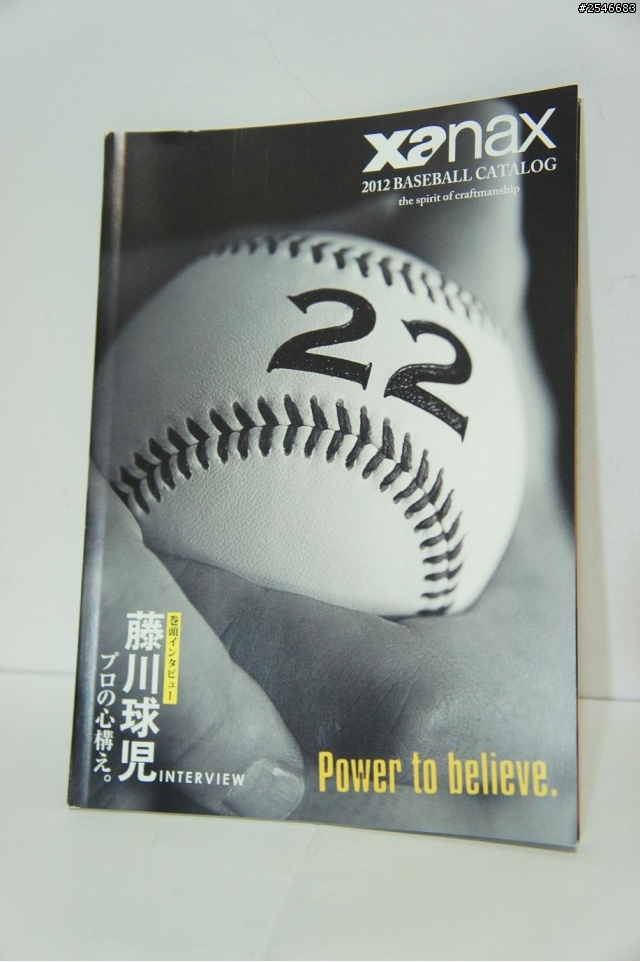 #2546683
xanax
2012 BASEBALL CATALOG
the spirit of craftmanship
22
巻頭インタビュー
藤川球児
プロの心構え。
INTERVIEW
Power to believe.